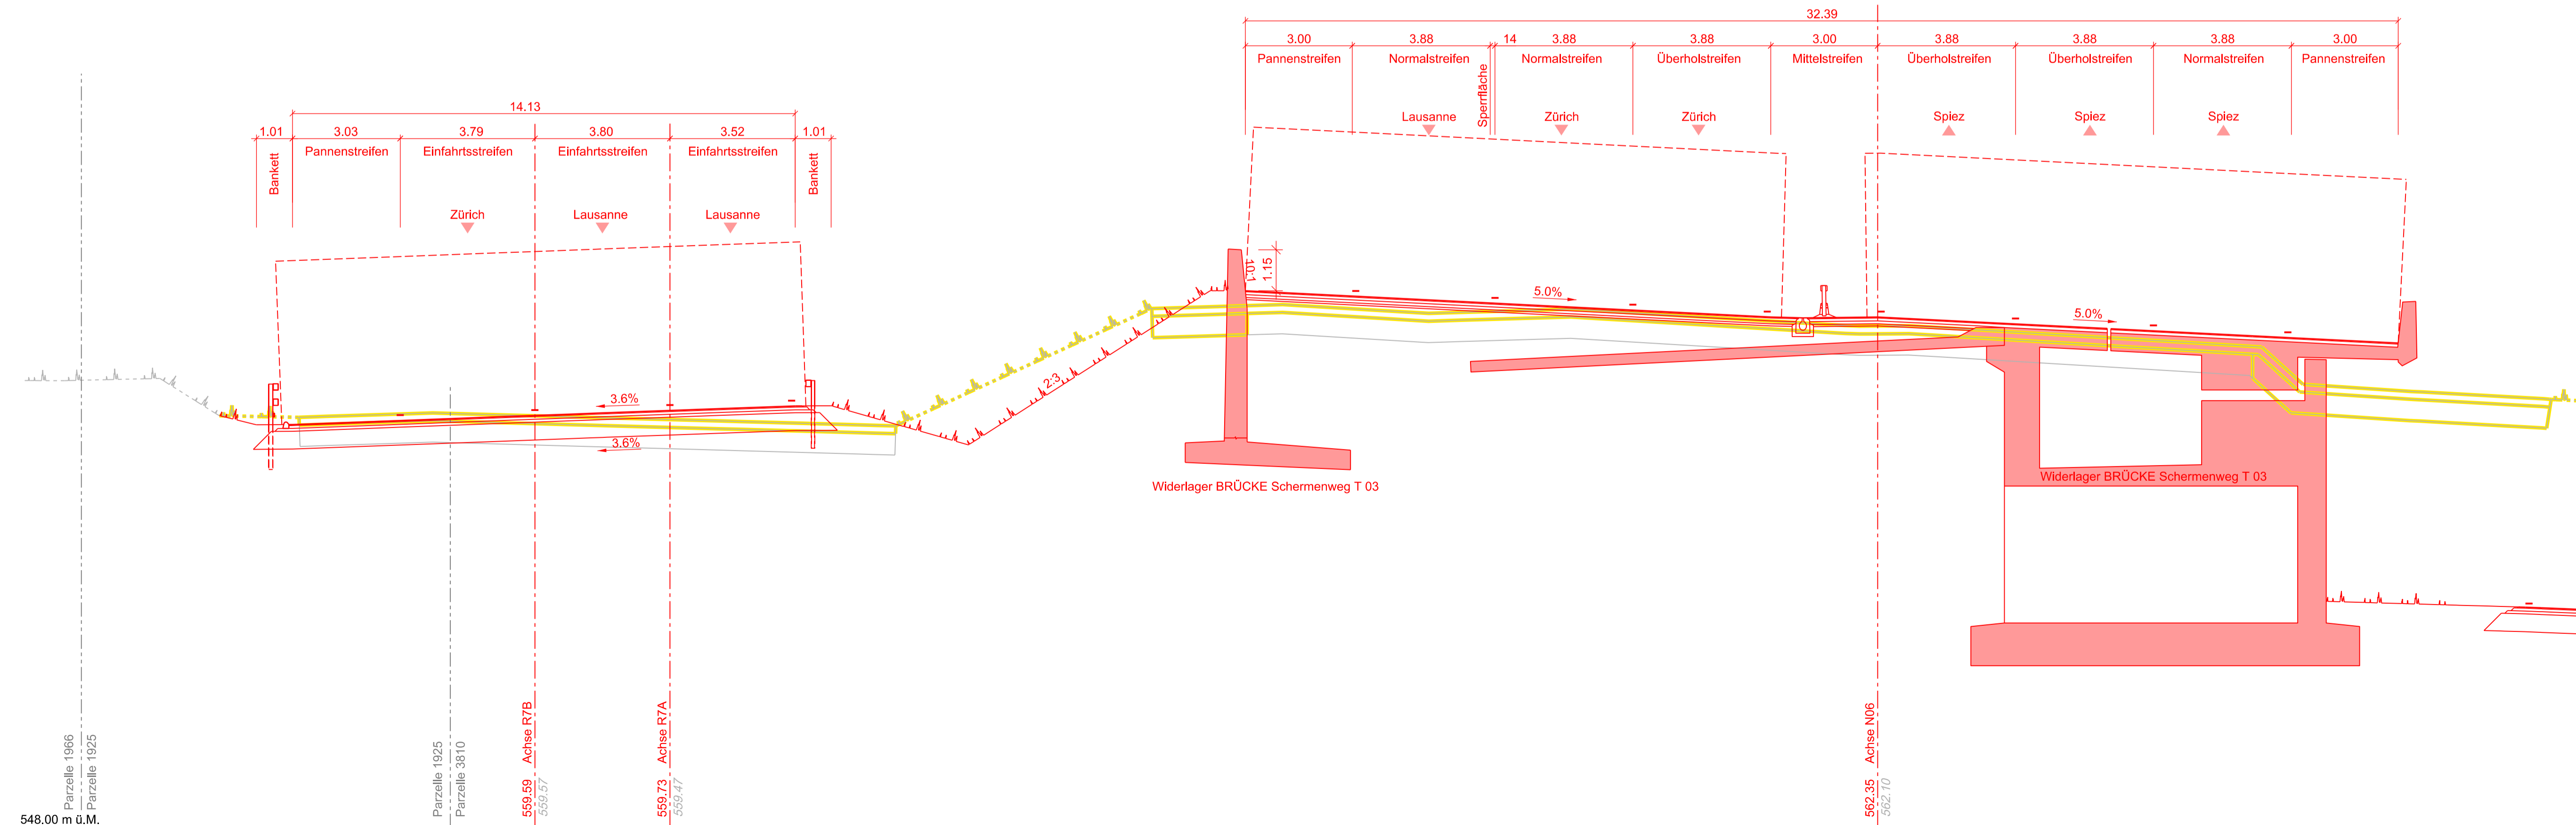 32.39
3.00 3.88 14 3.88 3.88 3.00 3.88 3.88 3.88 3.00
Pannenstreifen Normalstreifen Sperrfläche Normalstreifen Überholstreifen Mittelstreifen Überholstreifen Überholstreifen Normalstreifen Pannenstreifen
Lausanne Zürich Zürich Spiez Spiez Spiez
14.13
1.01 3.03 3.79 3.80 3.52 1.01
Bankett Pannenstreifen Einfahrtsstreifen Einfahrtsstreifen Einfahrtsstreifen Bankett
Zürich Lausanne Lausanne
10:1
1.15
5.0%
5.0%
2:3
3.6%
3.6%
Widerlager BRÜCKE Schermenweg T 03
Widerlager BRÜCKE Schermenweg T 03
Parzelle 1966
Parzelle 1925
Parzelle 1925
Parzelle 3810
559.59 Achse R7B
559.57
559.73 Achse R7A
559.47
562.35 Achse N06
562.10
548.00 m ü.M.